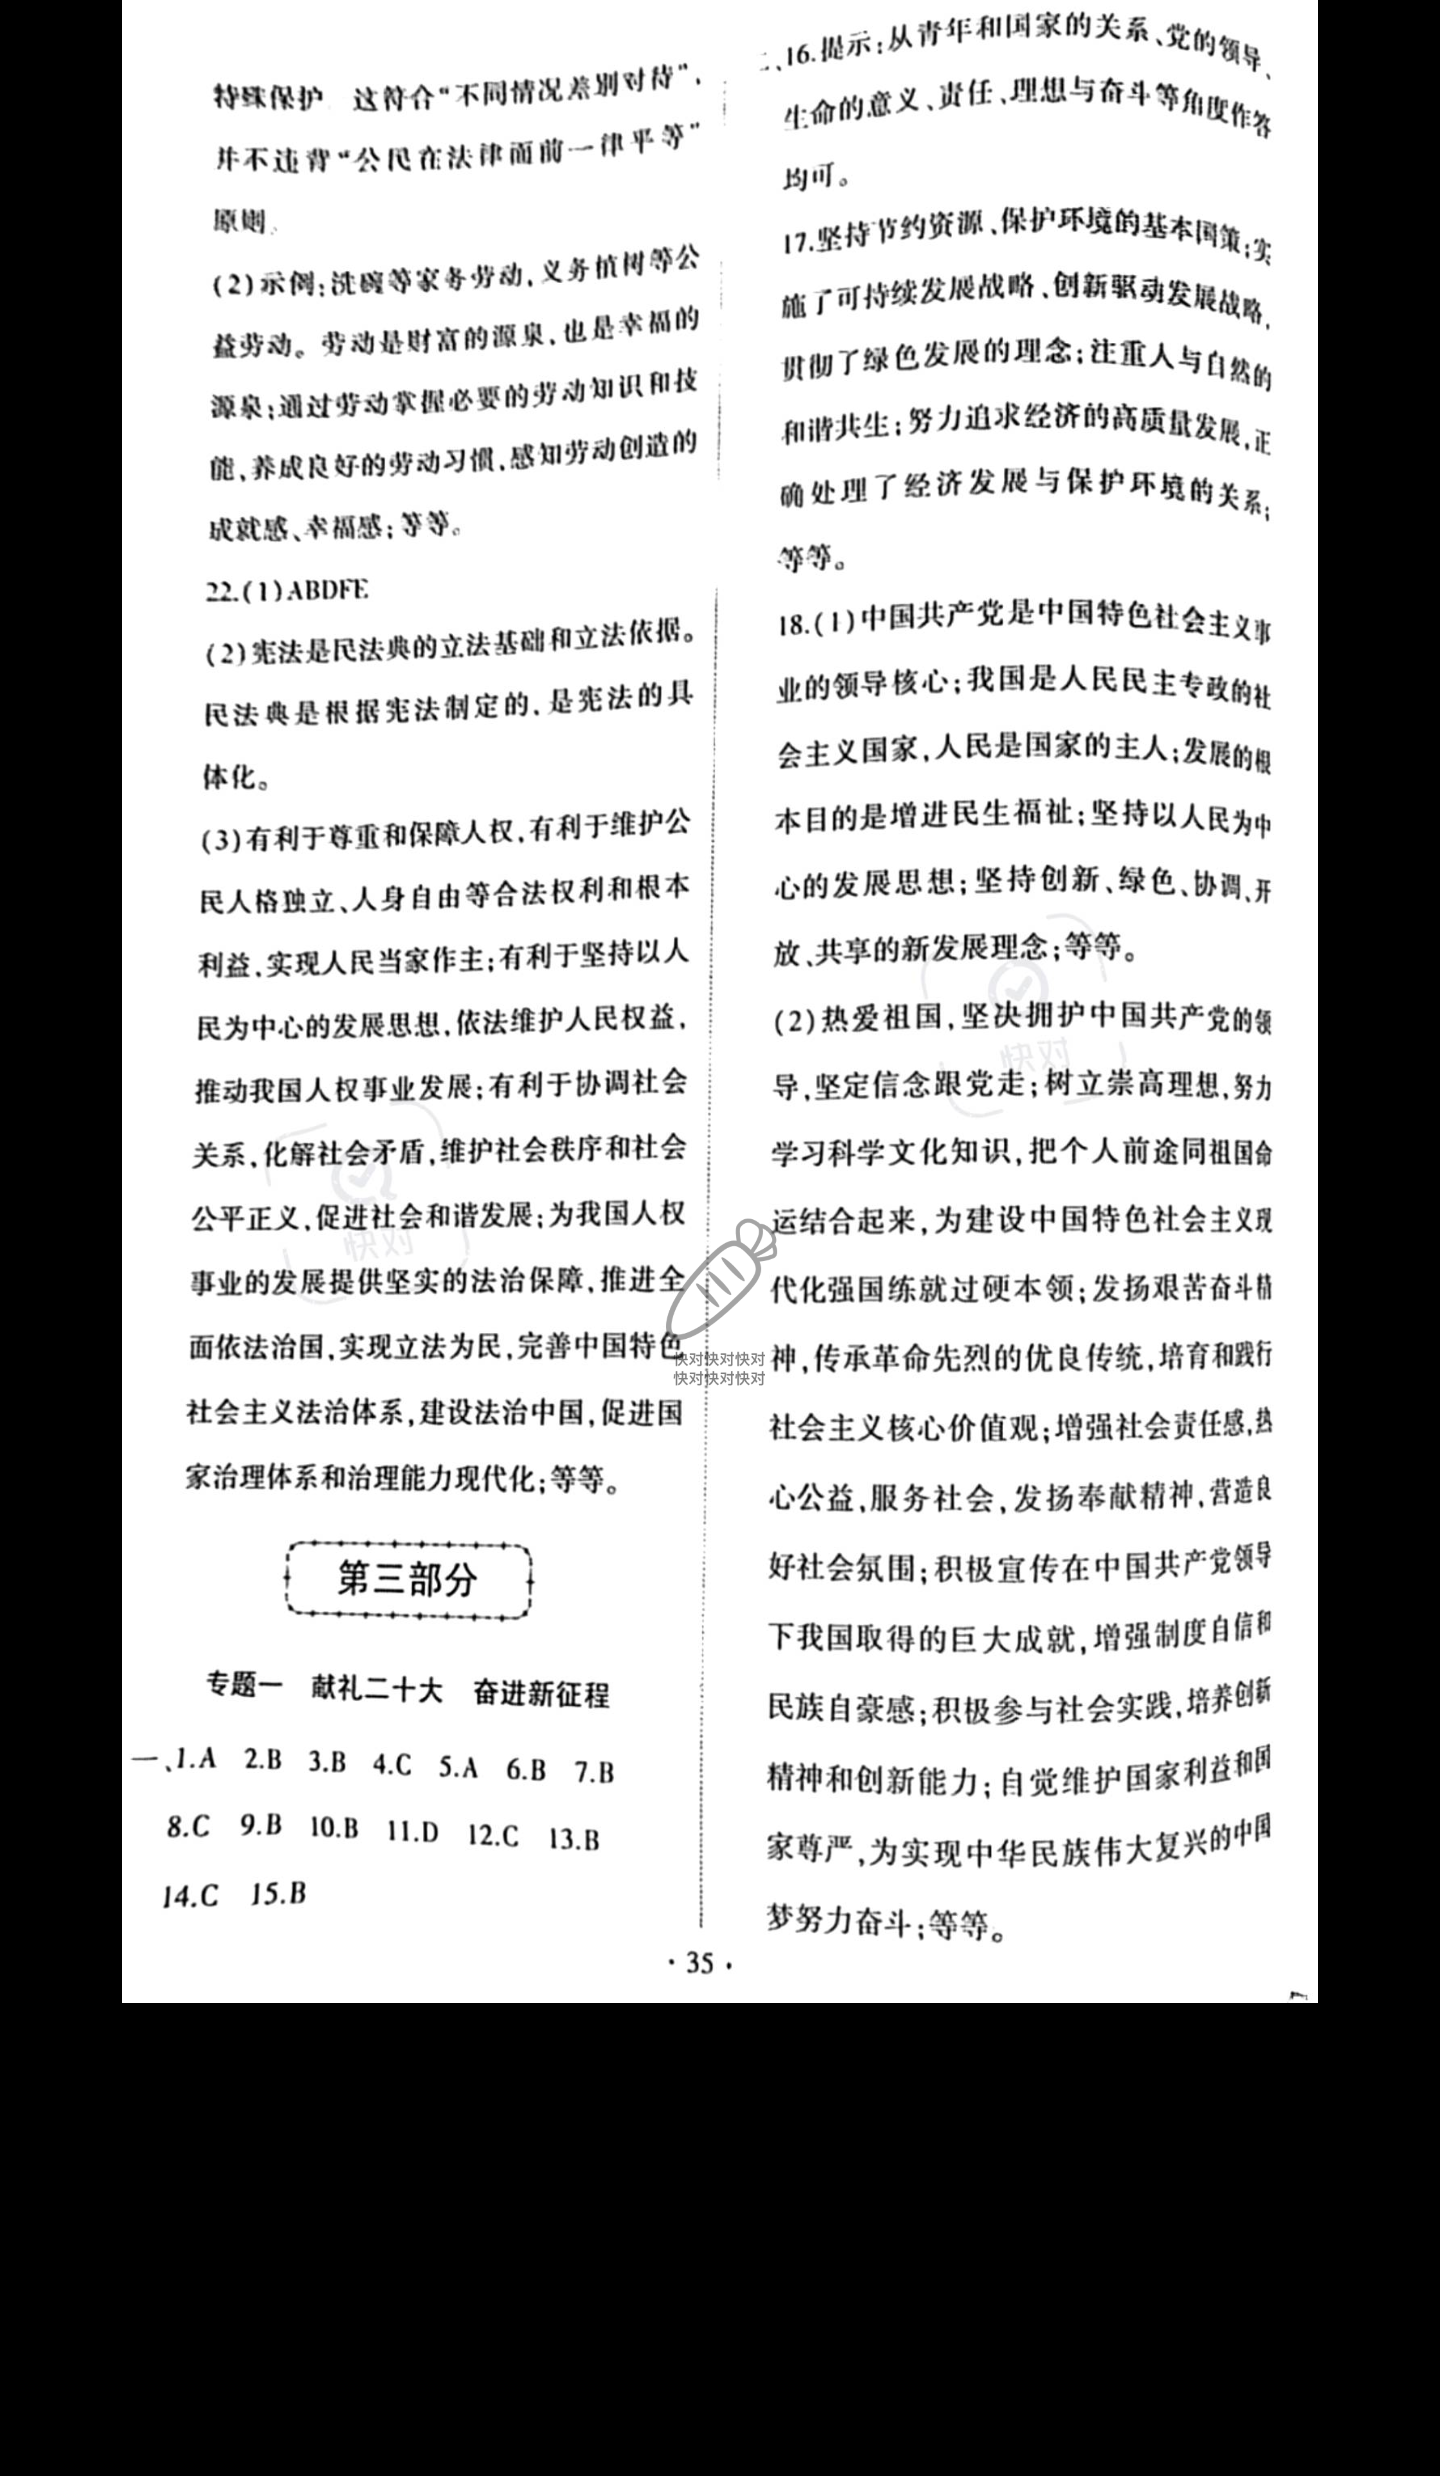 特殊保护 这符合“不同情况差别对待”,
并不违背“公民在法律面前一律平等”
原则。
(2)示例:洗碗等家务劳动,义务植树等公
益劳动。劳动是财富的源泉,也是幸福的
源泉;通过劳动掌握必要的劳动知识和技
能,养成良好的劳动习惯,感知劳动创造的
成就感、幸福感;等等。
22.(1)ABDFE
(2)宪法是民法典的立法基础和立法依据。
民法典是根据宪法制定的,是宪法的具
体化。
(3)有利于尊重和保障人权,有利于维护公
民人格独立、人身自由等合法权利和根本
利益,实现人民当家作主;有利于坚持以人
民为中心的发展思想,依法维护人民权益,
推动我国人权事业发展;有利于协调社会
关系,化解社会矛盾,维护社会秩序和社会
公平正义,促进社会和谐发展;为我国人权
事业的发展提供坚实的法治保障,推进全
面依法治国,实现立法为民,完善中国特色
社会主义法治体系,建设法治中国,促进国
家治理体系和治理能力现代化;等等。
第三部分
专题一 献礼二十大 奋进新征程
一、1.A 2.B 3.B 4.C 5.A 6.B 7.B
8.C 9.B 10.B 11.D 12.C 13.B
14.C 15.B
二、16.提示:从青年和国家的关系、党的领导、
生命的意义、责任、理想与奋斗等角度作答
均可。
17.坚持节约资源、保护环境的基本国策;实
施了可持续发展战略、创新驱动发展战略,
贯彻了绿色发展的理念;注重人与自然的
和谐共生;努力追求经济的高质量发展,正
确处理了经济发展与保护环境的关系;
等等。
18.(1)中国共产党是中国特色社会主义事
业的领导核心;我国是人民民主专政的社
会主义国家,人民是国家的主人;发展的根
本目的是增进民生福祉;坚持以人民为中
心的发展思想;坚持创新、绿色、协调、开
放、共享的新发展理念;等等。
(2)热爱祖国,坚决拥护中国共产党的领
导,坚定信念跟党走;树立崇高理想,努力
学习科学文化知识,把个人前途同祖国命
运结合起来,为建设中国特色社会主义现
代化强国练就过硬本领;发扬艰苦奋斗精
神,传承革命先烈的优良传统,培育和践行
社会主义核心价值观;增强社会责任感,热
心公益,服务社会,发扬奉献精神,营造良
好社会氛围;积极宣传在中国共产党领导
下我国取得的巨大成就,增强制度自信和
民族自豪感;积极参与社会实践,培养创新
精神和创新能力;自觉维护国家利益和国
家尊严,为实现中华民族伟大复兴的中国
梦努力奋斗;等等。
·35·
快对
快对
快对快对快对
快对快对快对